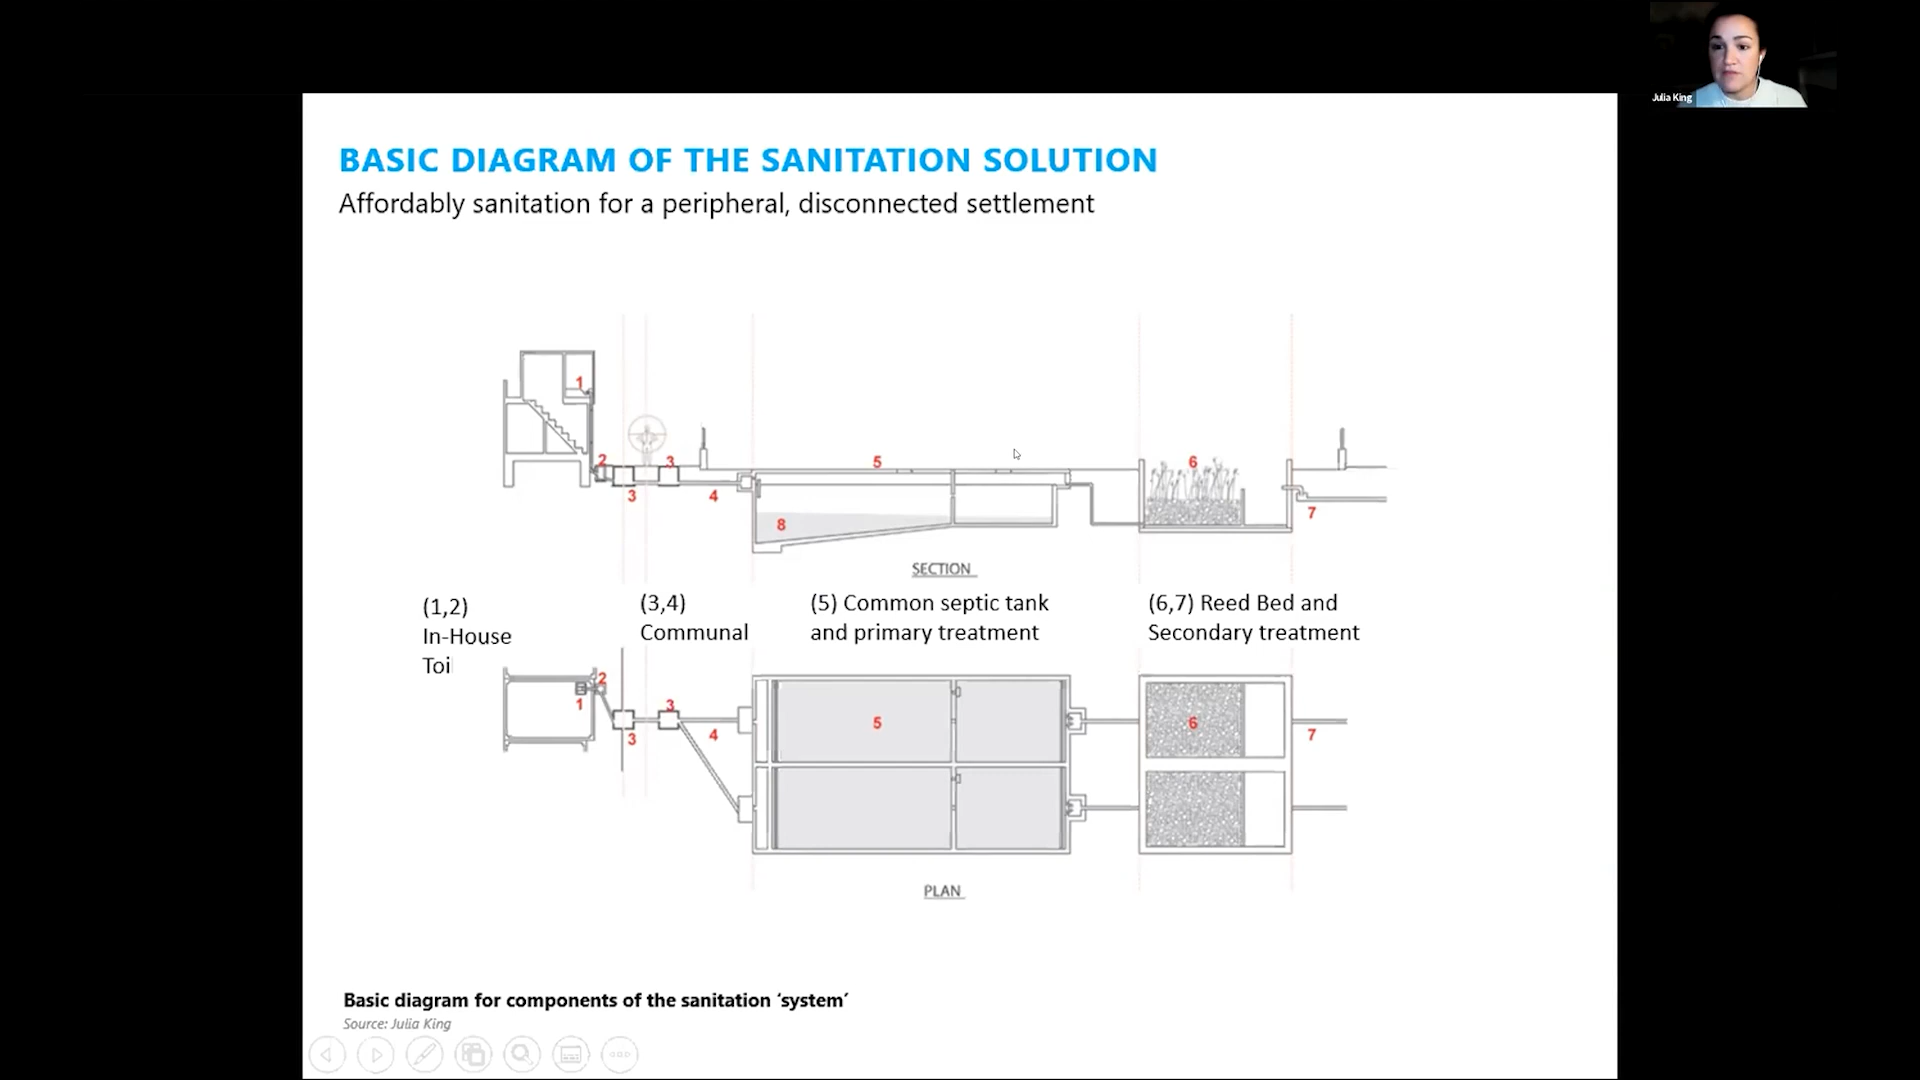 Julia King
BASIC DIAGRAM OF THE SANITATION SOLUTION
Affordably sanitation for a peripheral, disconnected settlement
1
2
3
5
6
3
4
7
8
SECTION
(1,2)
In-House
Toi
(3,4)
Communal
(5) Common septic tank
and primary treatment
(6,7) Reed Bed and
Secondary treatment
2
1
3
5
6
3
4
7
PLAN
Basic diagram for components of the sanitation ‘system’
Source: Julia King